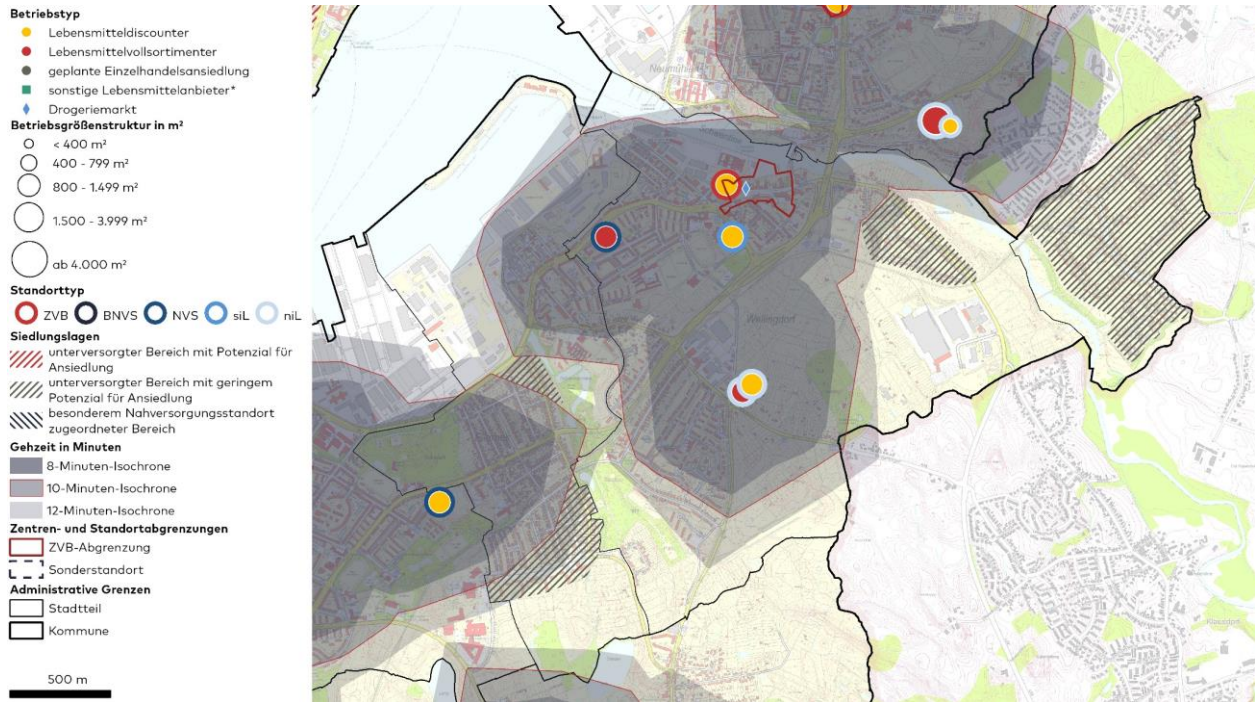 Betriebstyp
Lebensmitteldiscounter
Lebensmittelvollsortimenter
geplante Einzelhandelsansiedlung
sonstige Lebensmittelanbieter*
Drogeriemarkt
Betriebsgrößenstruktur in m²
< 400 m²
400 - 799 m²
800 - 1.499 m²
1.500 - 3.999 m²
ab 4.000 m²
Standorttyp
ZVB BNVS NVS siL niL
Siedlungslagen
unterversorgter Bereich mit Potenzial für
Ansiedlung
unterversorgter Bereich mit geringem
Potenzial für Ansiedlung
besonderem Nahversorgungsstandort
zugeordneter Bereich
Gehzeit in Minuten
8-Minuten-Isochrone
10-Minuten-Isochrone
12-Minuten-Isochrone
Zentren- und Standortabgrenzungen
ZVB-Abgrenzung
Sonderstandort
Administrative Grenzen
Stadtteil
Kommune
500 m
Wellingdorf
Klausdorf